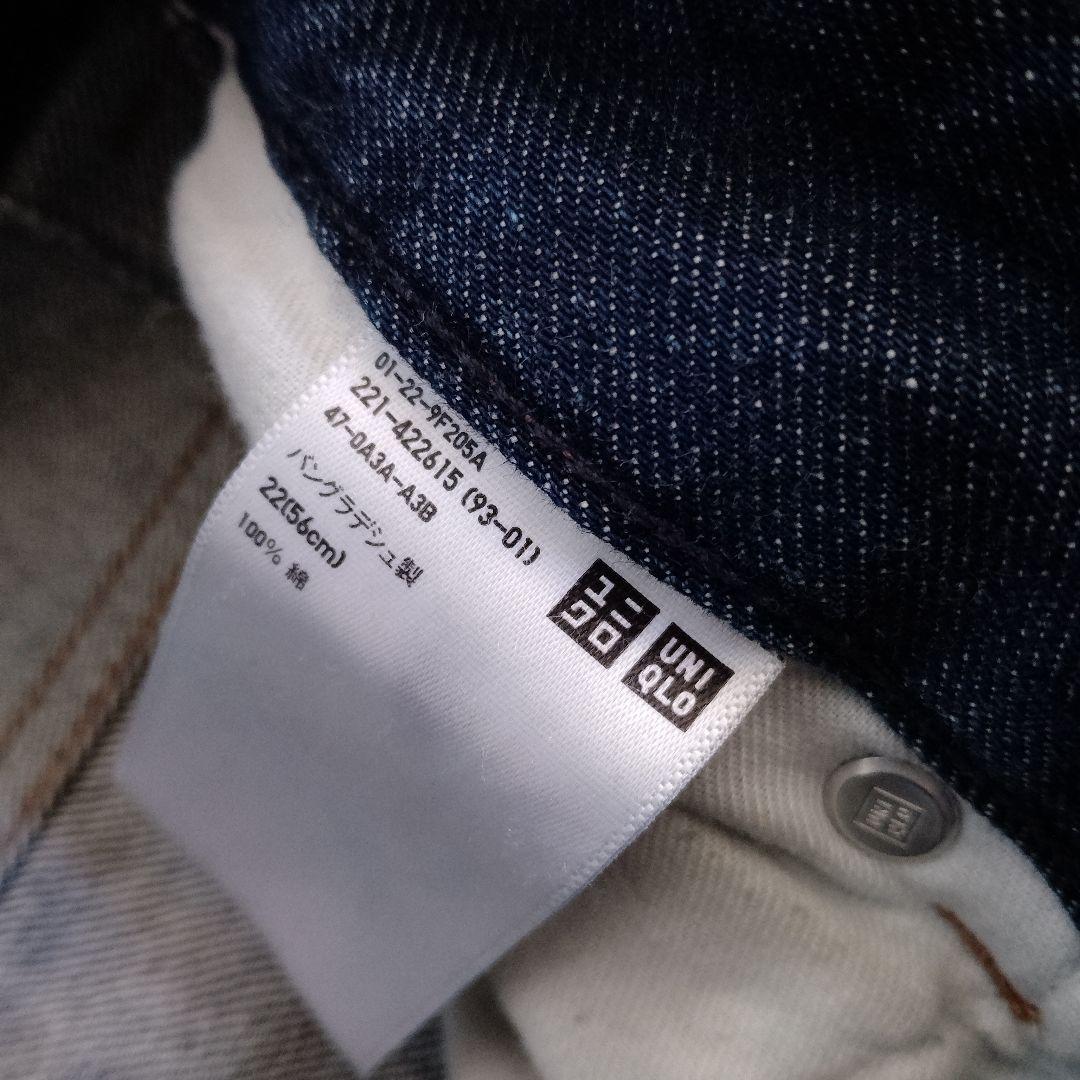 01-22-9F205A
221-422615 (93-01)
47-0A3A-A3B
バングラデシュ製
22(56cm)
100% 綿
ユニ
クロ
UNI
QLO